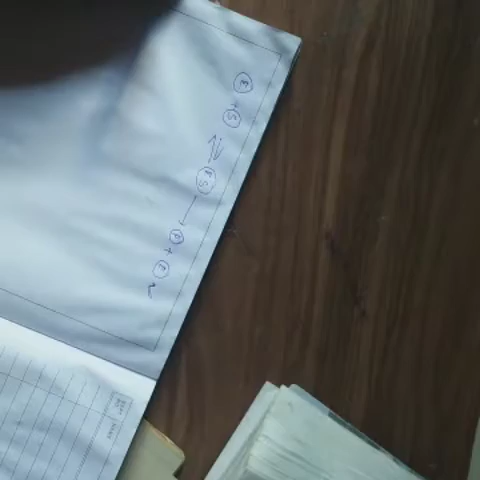 E + S ⇌ ES — P + E